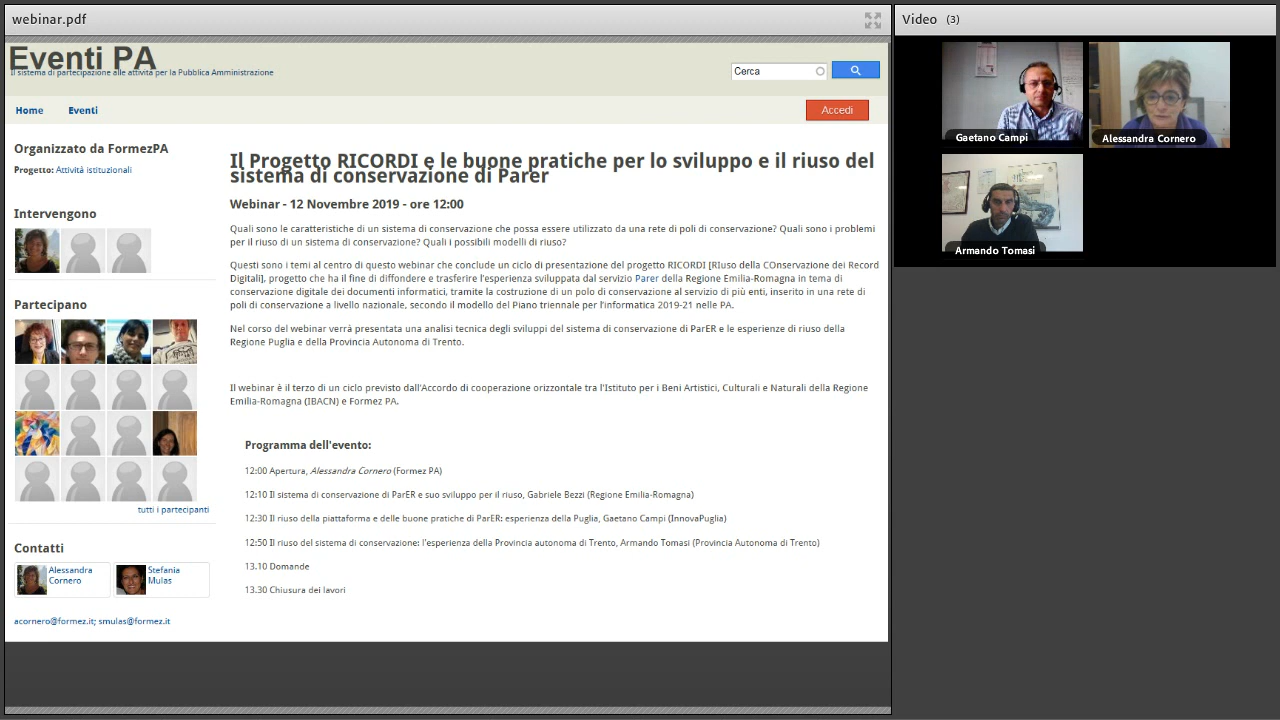 webinar.pdf
Video (3)
Eventi PA
Il sistema di partecipazione alle attività per la Pubblica Amministrazione
Cerca
Home
Eventi
Accedi
Organizzato da FormezPA
Progetto: Attività istituzionali
Intervengono
Partecipano
tutti i partecipanti
Contatti
Alessandra
Cornero
Stefania
Mulas
acornero@formez.it; smulas@formez.it
Il Progetto RICORDI e le buone pratiche per lo sviluppo e il riuso del
sistema di conservazione di Parer
Webinar - 12 Novembre 2019 - ore 12:00
Quali sono le caratteristiche di un sistema di conservazione che possa essere utilizzato da una rete di poli di conservazione? Quali sono i problemi
per il riuso di un sistema di conservazione? Quali i possibili modelli di riuso?
Questi sono i temi al centro di questo webinar che conclude un ciclo di presentazione del progetto RICORDI [RIuso della COnservazione dei Record
Digitali], progetto che ha il fine di diffondere e trasferire l'esperienza sviluppata dal servizio Parer della Regione Emilia-Romagna in tema di
conservazione digitale dei documenti informatici, tramite la costruzione di un polo di conservazione al servizio di più enti, inserito in una rete di
poli di conservazione a livello nazionale, secondo il modello del Piano triennale per l'informatica 2019-21 nelle PA.
Nel corso del webinar verrà presentata una analisi tecnica degli sviluppi del sistema di conservazione di ParER e le esperienze di riuso della
Regione Puglia e della Provincia Autonoma di Trento.
Il webinar è il terzo di un ciclo previsto dall'Accordo di cooperazione orizzontale tra l'Istituto per i Beni Artistici, Culturali e Naturali della Regione
Emilia-Romagna (IBACN) e Formez PA.
Programma dell'evento:
12:00 Apertura, Alessandra Cornero (Formez PA)
12:10 Il sistema di conservazione di ParER e suo sviluppo per il riuso, Gabriele Bezzi (Regione Emilia-Romagna)
12:30 Il riuso della piattaforma e delle buone pratiche di ParER: esperienza della Puglia, Gaetano Campi (InnovaPuglia)
12:50 Il riuso del sistema di conservazione: l'esperienza della Provincia autonoma di Trento, Armando Tomasi (Provincia Autonoma di Trento)
13.10 Domande
13.30 Chiusura dei lavori
Gaetano Campi
Alessandra Cornero
Armando Tomasi